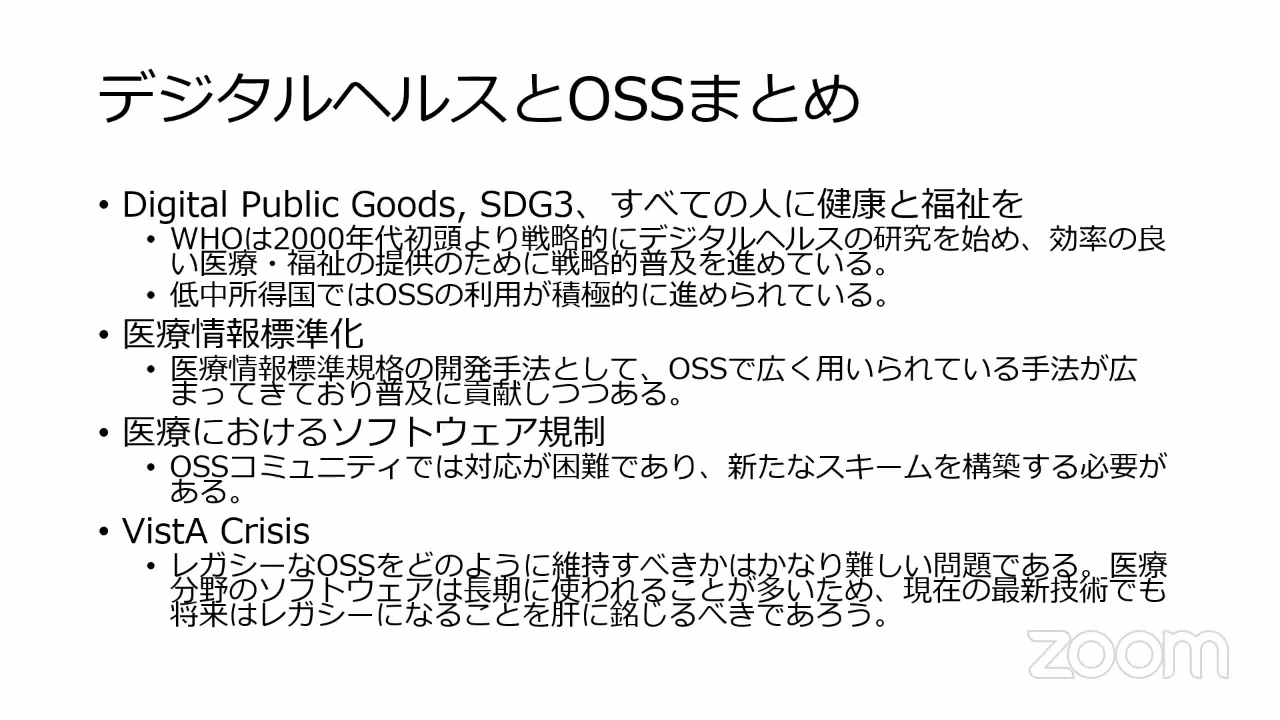 デジタルヘルスとOSSまとめ
• Digital Public Goods, SDG3、すべての人に健康と福祉を
• WHOは2000年代初頭より戦略的にデジタルヘルスの研究を始め、効率の良
い医療・福祉の提供のために戦略的普及を進めている。
• 低中所得国ではOSSの利用が積極的に進められている。
• 医療情報標準化
• 医療情報標準規格の開発手法として、OSSで広く用いられている手法が広
まってきており普及に貢献しつつある。
• 医療におけるソフトウェア規制
• OSSコミュニティでは対応が困難であり、新たなスキームを構築する必要が
ある。
• VistA Crisis
• レガシーなOSSをどのように維持すべきかはかなり難しい問題である。医療
分野のソフトウェアは長期に使われることが多いため、現在の最新技術でも
将来はレガシーになることを肝に銘じるべきであろう。
zoom